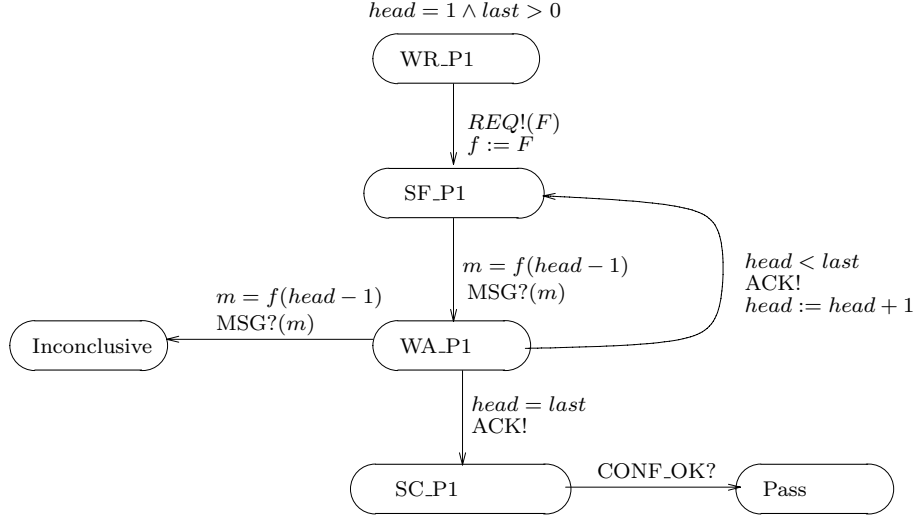 head = 1 ∧ last > 0
WR_P1
REQ!(F)
f := F
SF_P1
m = f(head − 1)
MSG?(m)
head < last
ACK!
head := head + 1
m = f(head − 1)
MSG?(m)
Inconclusive
WA_P1
head = last
ACK!
SC_P1
CONF_OK?
Pass